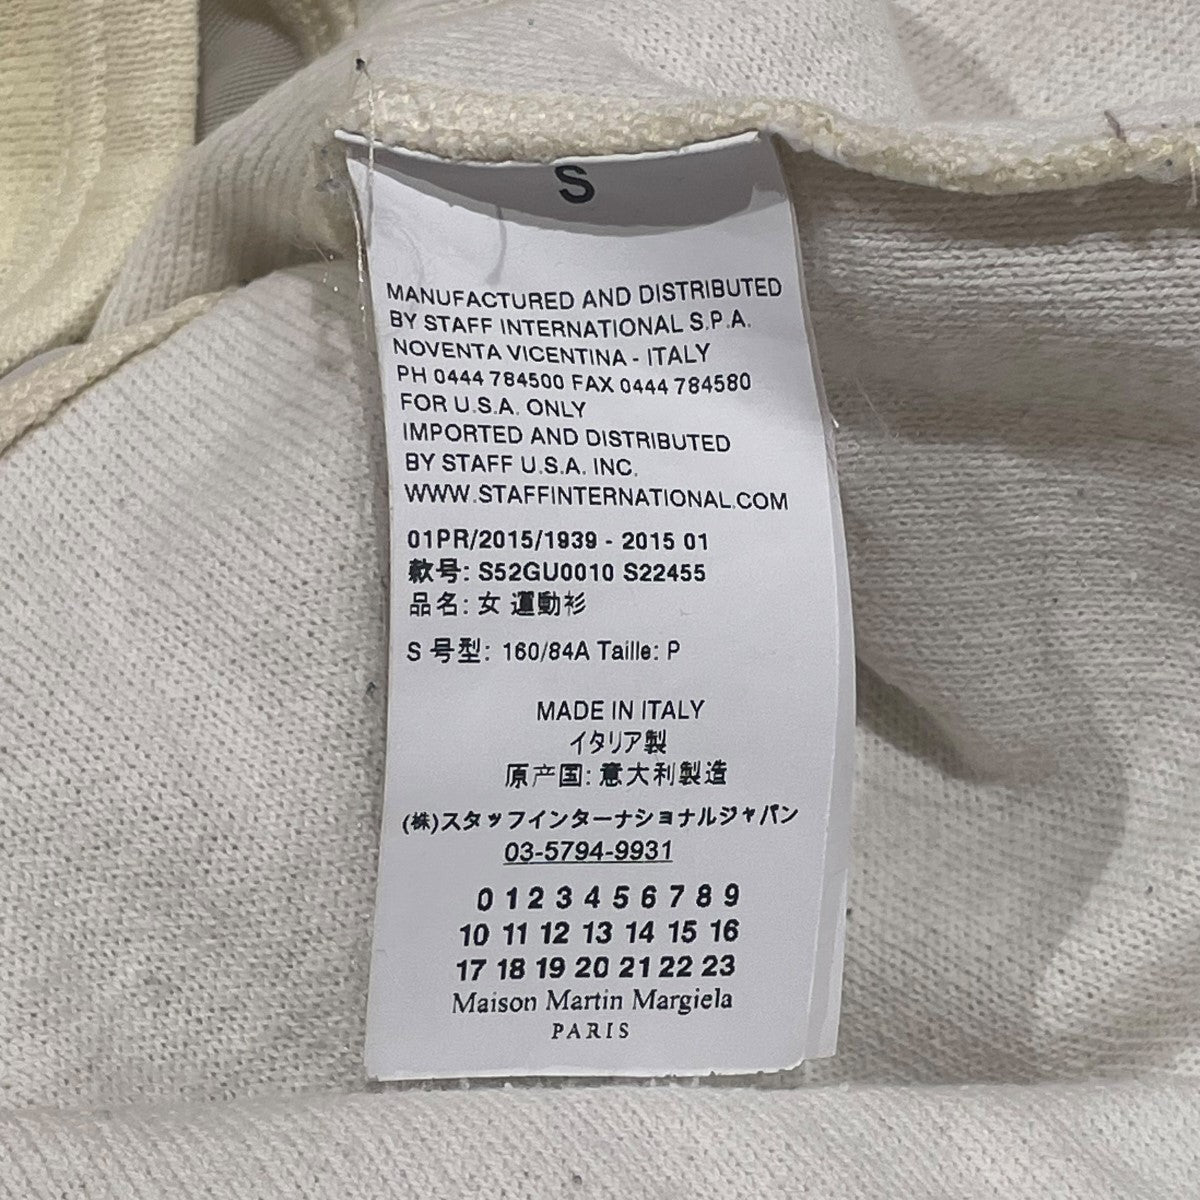 S
MANUFACTURED AND DISTRIBUTED
BY STAFF INTERNATIONAL S.P.A.
NOVENTA VICENTINA - ITALY
PH 0444 784500 FAX 0444 784580
FOR U.S.A. ONLY
IMPORTED AND DISTRIBUTED
BY STAFF U.S.A. INC.
WWW.STAFFINTERNATIONAL.COM
01PR/2015/1939 - 2015 01
款号: S52GU0010 S22455
品名: 女 運動衫
S 号型: 160/84A Taille: P
MADE IN ITALY
イタリア製
原产国: 意大利製造
(株)スタッフインターナショナルジャパン
03-5794-9931
0 1 2 3 4 5 6 7 8 9
10 11 12 13 14 15 16
17 18 19 20 21 22 23
Maison Martin Margiela
PARIS